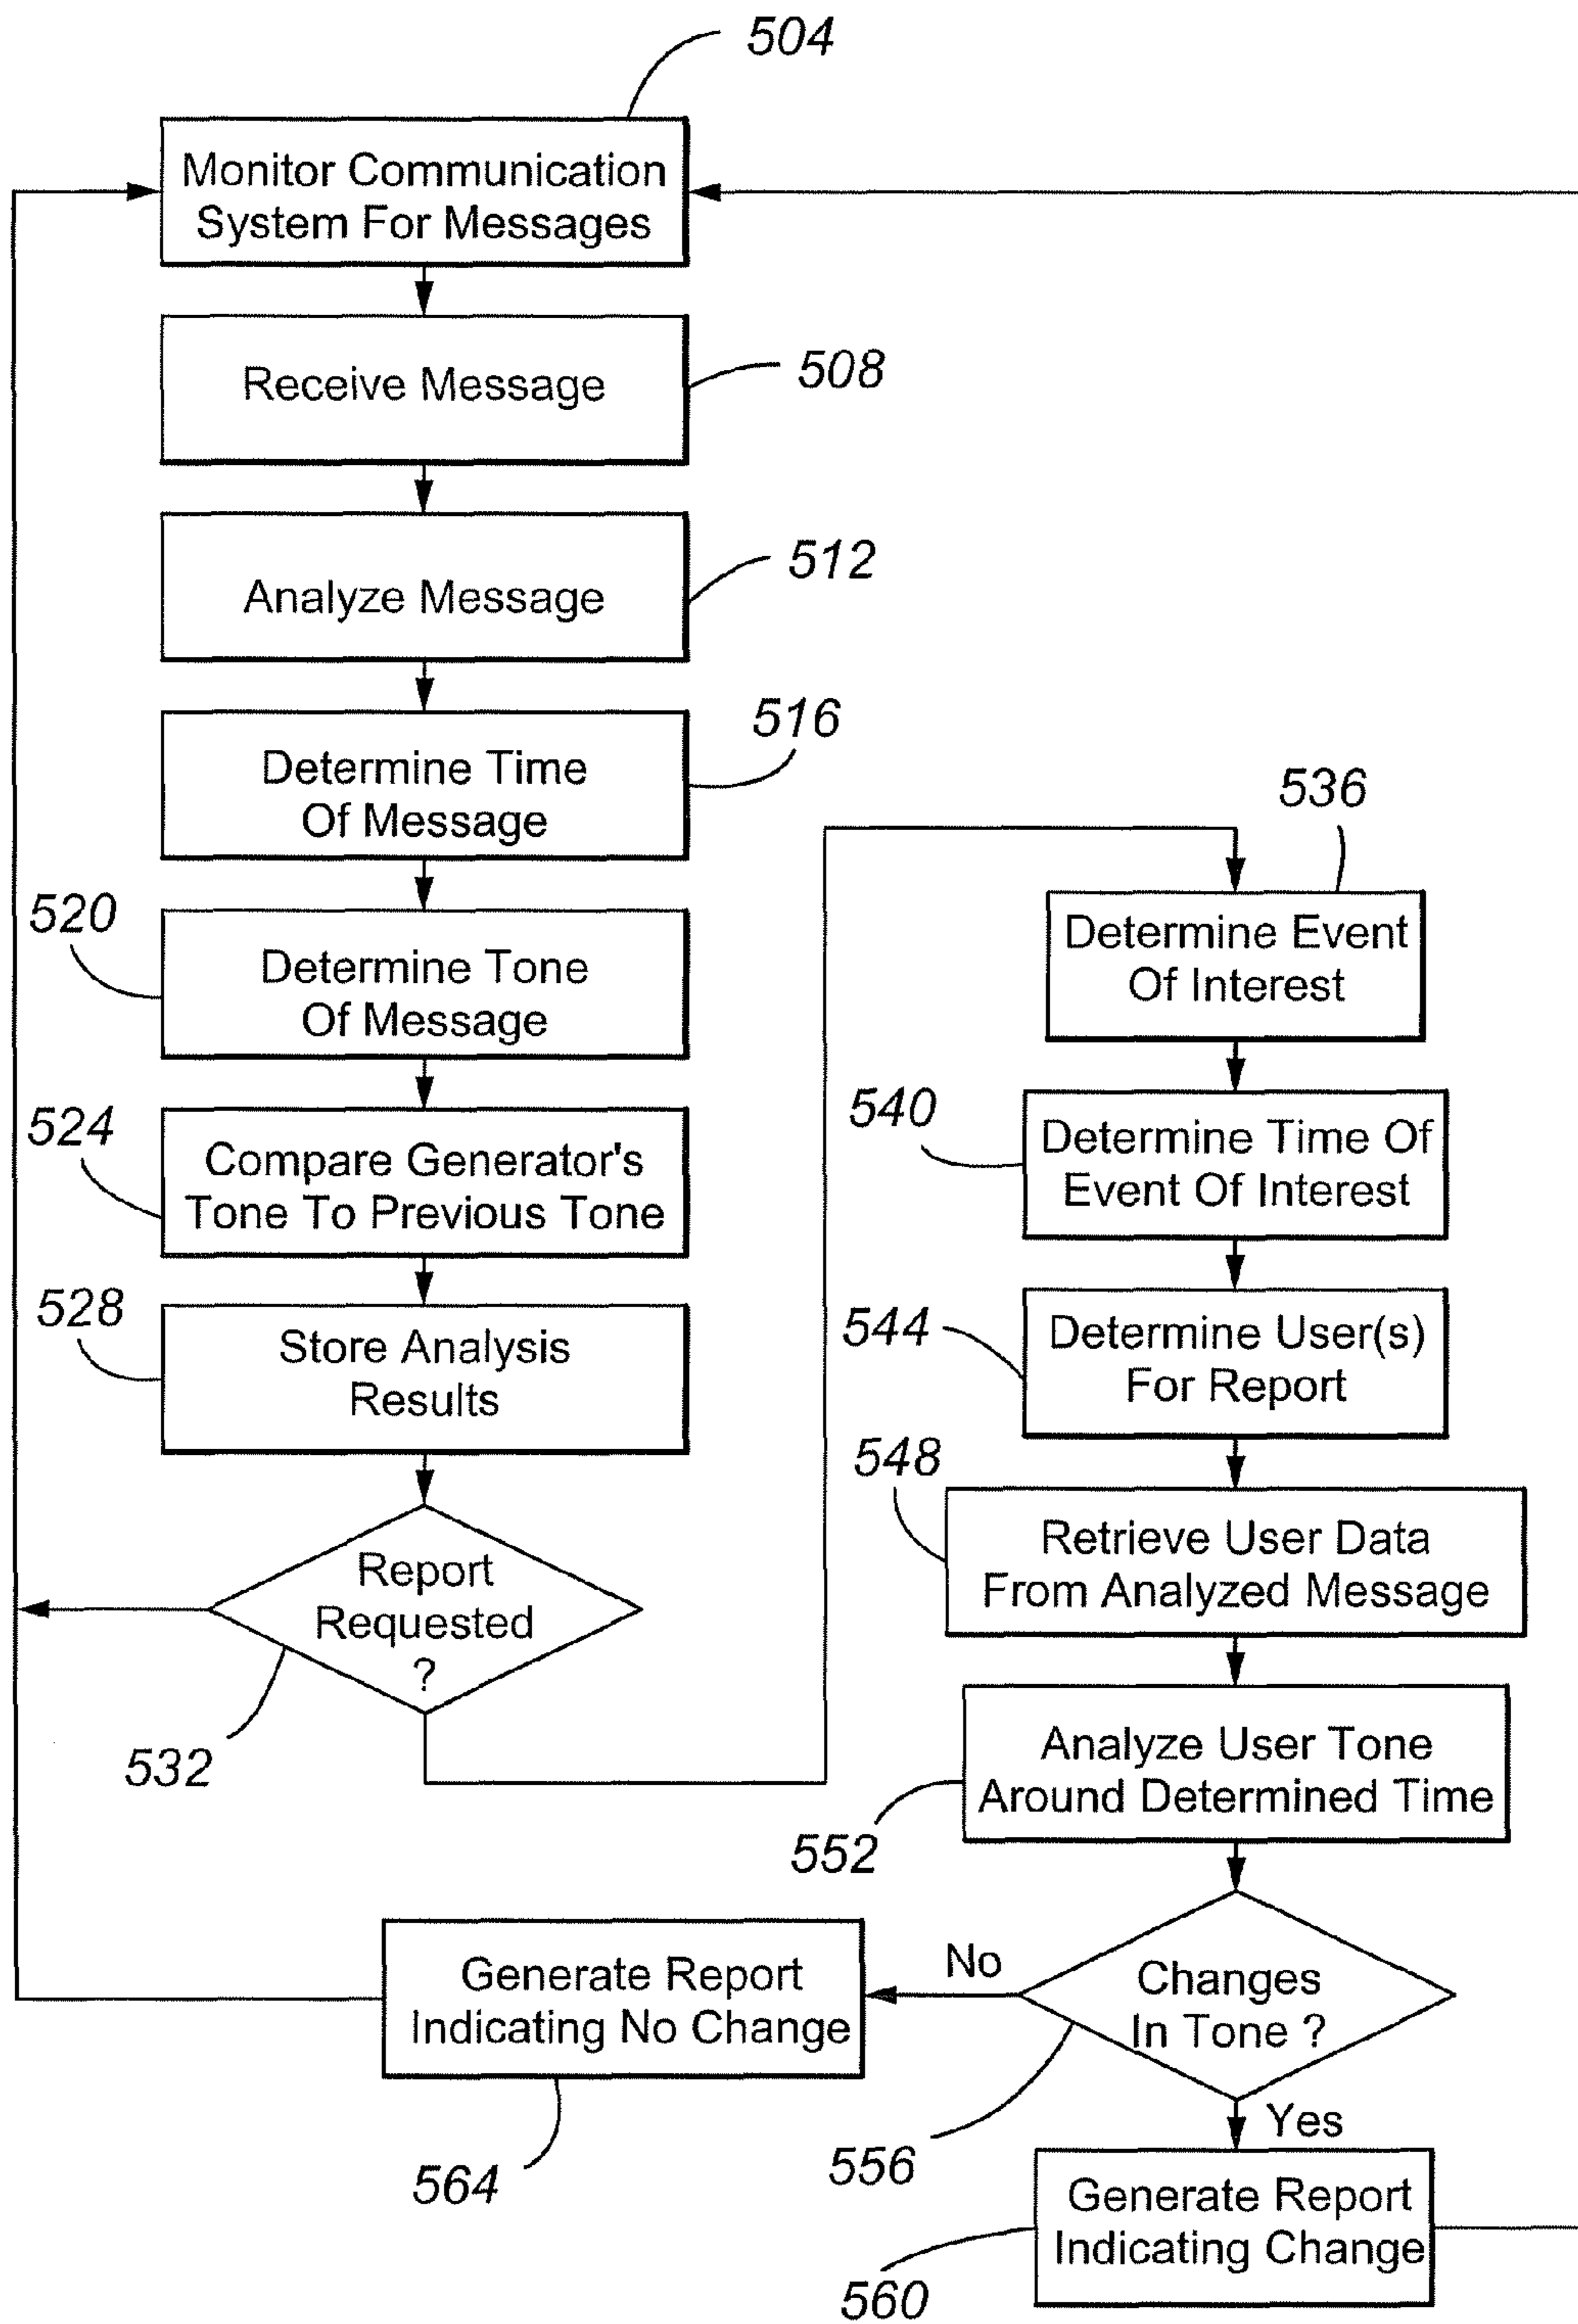 504
Monitor Communication
System For Messages
Receive Message
508
Analyze Message
512
Determine Time
Of Message
516
520
Determine Tone
Of Message
524
Compare Generator's
Tone To Previous Tone
528
Store Analysis
Results
Report
Requested
?
532
536
Determine Event
Of Interest
540
Determine Time Of
Event Of Interest
544
Determine User(s)
For Report
548
Retrieve User Data
From Analyzed Message
Analyze User Tone
Around Determined Time
552
Changes
In Tone ?
556
No
Generate Report
Indicating No Change
564
Yes
Generate Report
Indicating Change
560